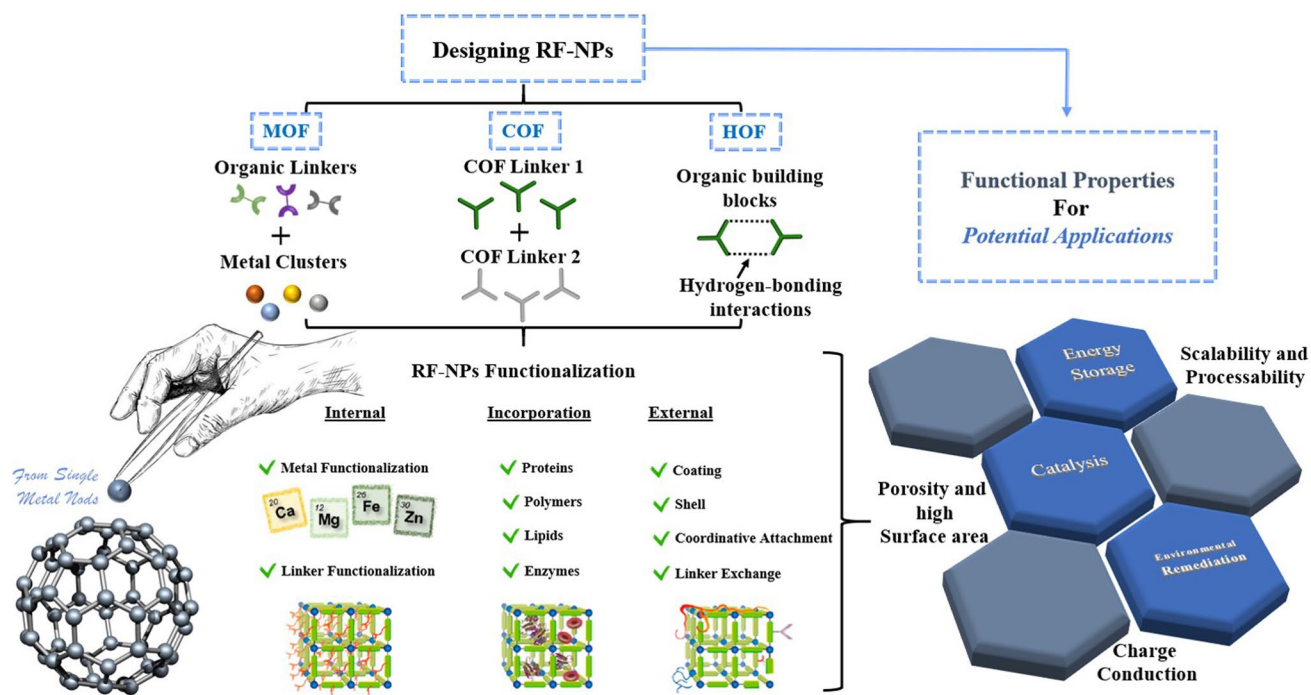 Designing RF-NPs
MOF
Organic Linkers
+
Metal Clusters
COF
COF Linker 1
+
COF Linker 2
HOF
Organic building
blocks
Hydrogen-bonding
interactions
Functional Properties
For
Potential Applications
RF-NPs Functionalization
Internal
Metal Functionalization
20
Ca
12
Mg
26
Fe
30
Zn
Linker Functionalization
Incorporation
Proteins
Polymers
Lipids
Enzymes
External
Coating
Shell
Coordinative Attachment
Linker Exchange
From Single
Metal Nods
Energy
Storage
Scalability and
Processability
Catalysis
Porosity and
high
Surface area
Environmental
Remediation
Charge
Conduction